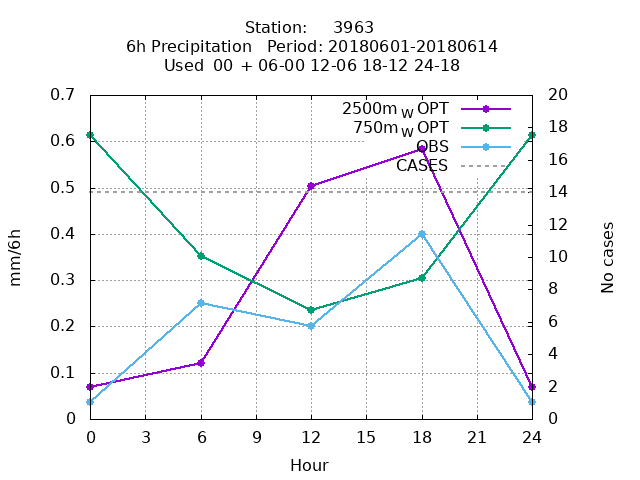 Station: 3963
6h Precipitation Period: 20180601-20180614
Used 00 + 06-00 12-06 18-12 24-18
2500m W OPT
750m W OPT
OBS
CASES
0.7
0.6
0.5
0.4
0.3
0.2
0.1
0
mm/6h
20
18
16
14
12
10
8
6
4
2
0
No cases
0 3 6 9 12 15 18 21 24
Hour